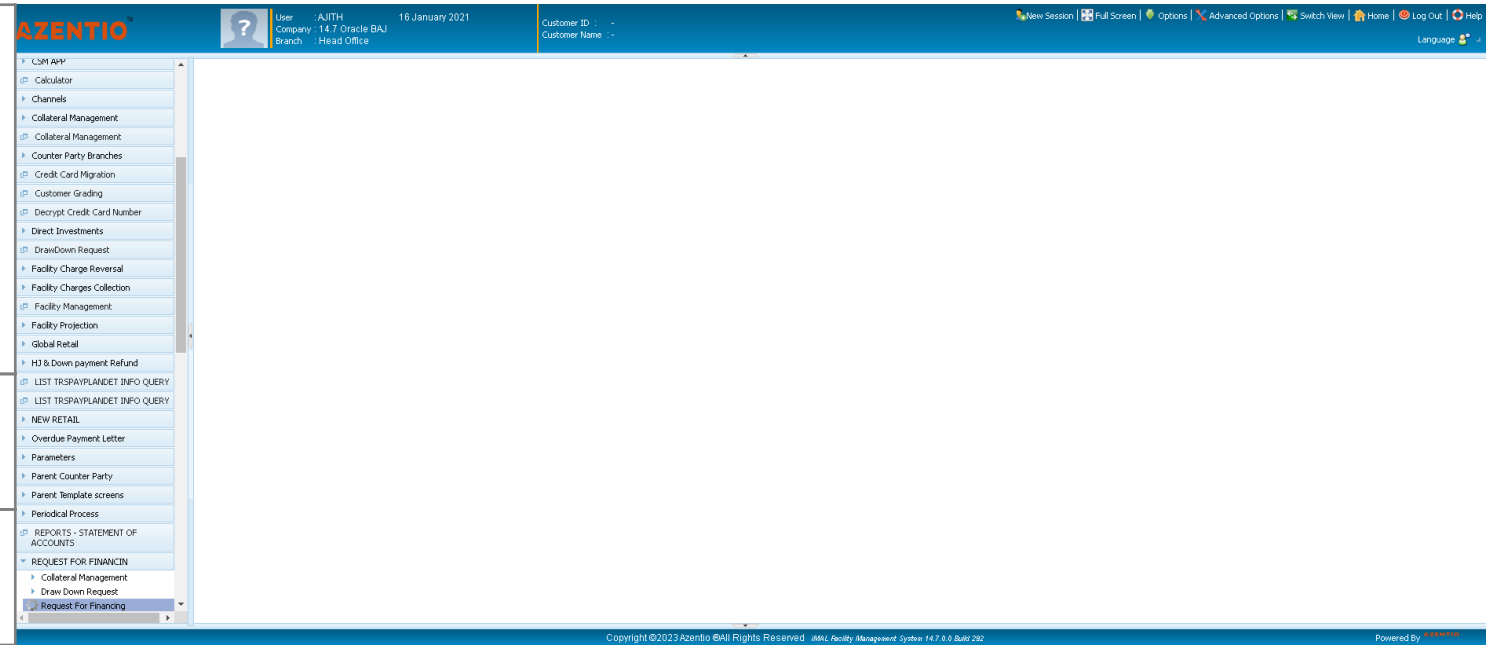 AZENTIO™
User : AJITH 16 January 2021
Company : 14.7 Oracle BAJ
Branch : Head Office
Customer ID : -
Customer Name : -
New Session | Full Screen | Options | Advanced Options | Switch View | Home | Log Out | Help
Language
CSM APP
Calculator
Channels
Collateral Management
Collateral Management
Counter Party Branches
Credit Card Migration
Customer Grading
Decrypt Credit Card Number
Direct Investments
DrawDown Request
Facility Charge Reversal
Facility Charges Collection
Facility Management
Facility Projection
Global Retail
HJ & Down payment Refund
LIST TRSPAYPLANDET INFO QUERY
LIST TRSPAYPLANDET INFO QUERY
NEW RETAIL
Overdue Payment Letter
Parameters
Parent Counter Party
Parent Template screens
Periodical Process
REPORTS - STATEMENT OF
ACCOUNTS
REQUEST FOR FINANCIN
Collateral Management
Draw Down Request
Request For Financing
Copyright ©2023 Azentio ®All Rights Reserved iMAL Facility Management System 14.7.0.0 Build 292
Powered By AZENTIO